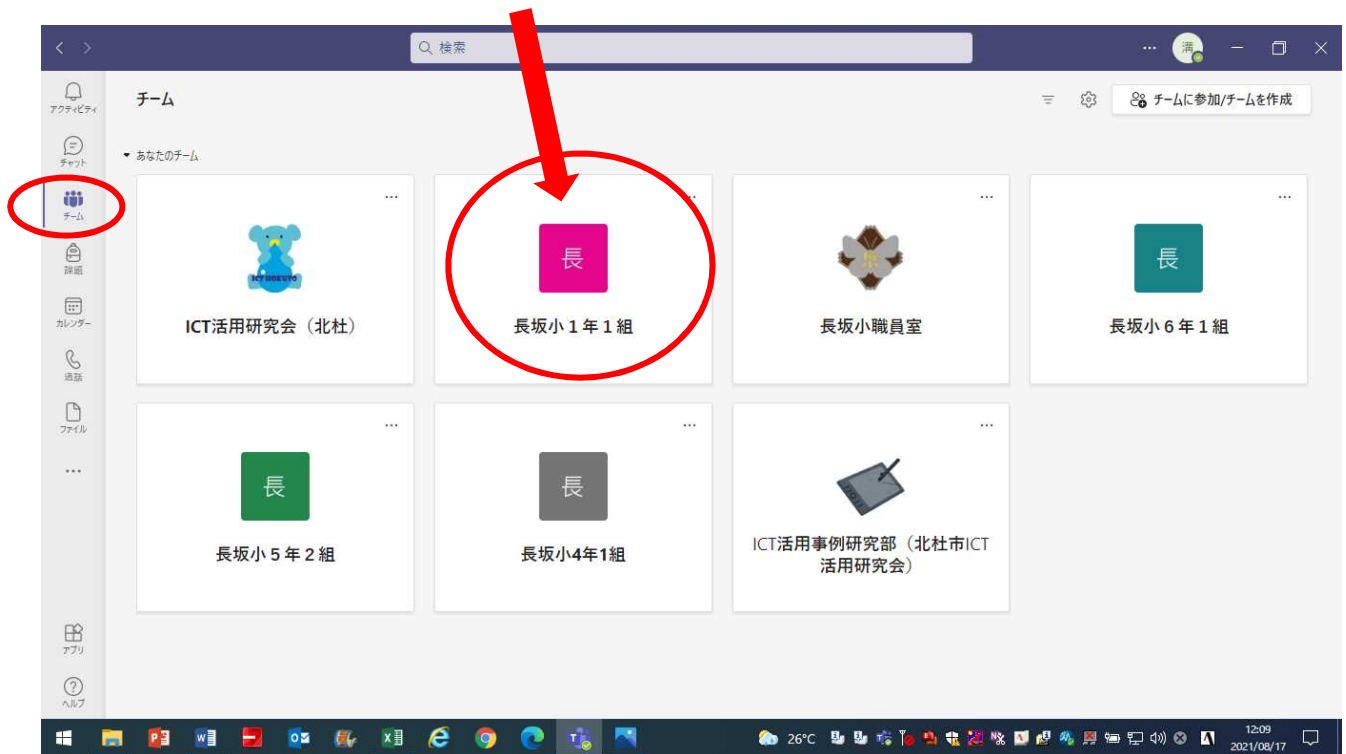 検索
満
アクティビティ
チーム
チームに参加/チームを作成
チャット
あなたのチーム
チーム
課題
ICT HOKUTO
長
長
カレンダー
ICT活用研究会（北杜）
長坂小１年１組
長坂小職員室
長坂小６年１組
通話
ファイル
長
長
長坂小５年２組
長坂小4年1組
ICT活用事例研究部（北杜市ICT
活用研究会）
アプリ
ヘルプ
26°C
12:09
2021/08/17